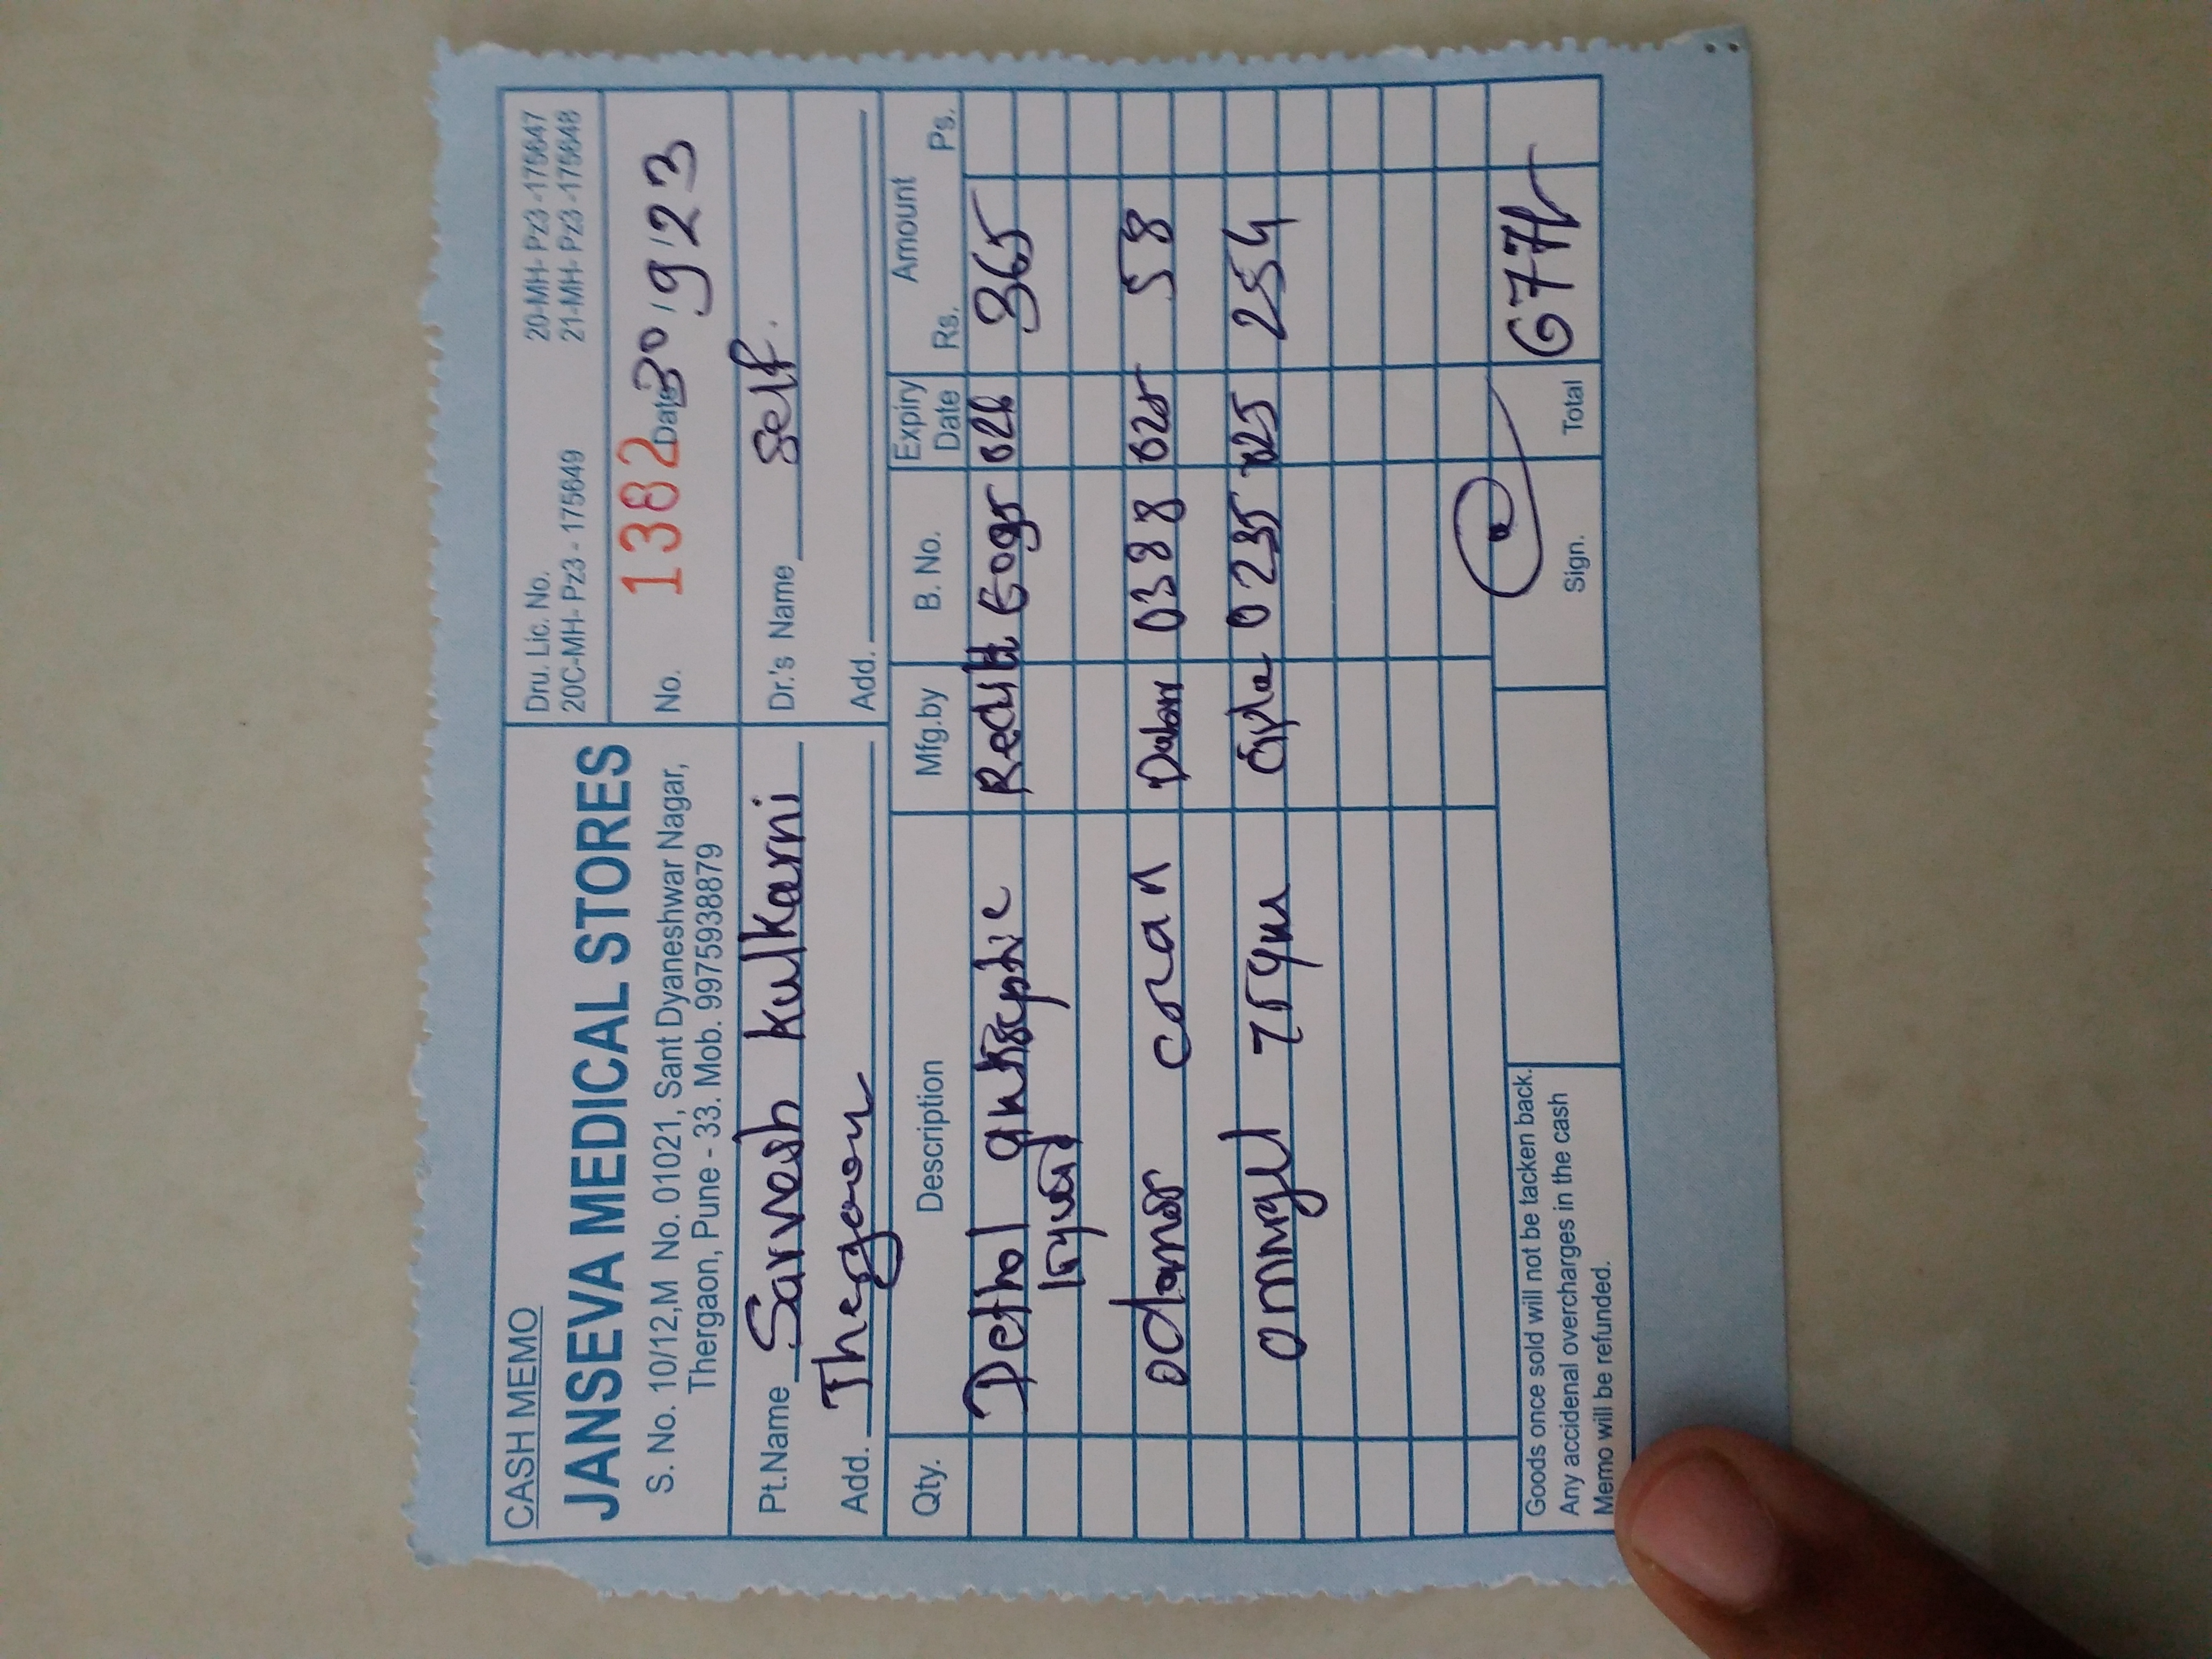 CASH MEMO
JANSEVA MEDICAL STORES
S. No. 10/12,M No. 01021, Sant Dyaneshwar Nagar,
Thergaon, Pune - 33. Mob. 9975938879
Dru. Lic. No. 20-MH- Pz3 -175647
20C-MH- Pz3 - 175649 21-MH- Pz3 -175648
No. 1382 Date 30/9/23
Pt.Name Sarvesh Kulkarni
Dr.'s Name self.
Add. Thergaon
Add.
Qty. Description Mfg.by B. No. Expiry Date Amount Rs. Ps.
Dethol antiseptic 026 365
liquid
odomos Dabur 0388 025 58
omnigel 75gm Cipla 0235 025 254
Goods once sold will not be tacken back.
Any accidenal overcharges in the cash
Memo will be refunded.
Sign. Total 677/-